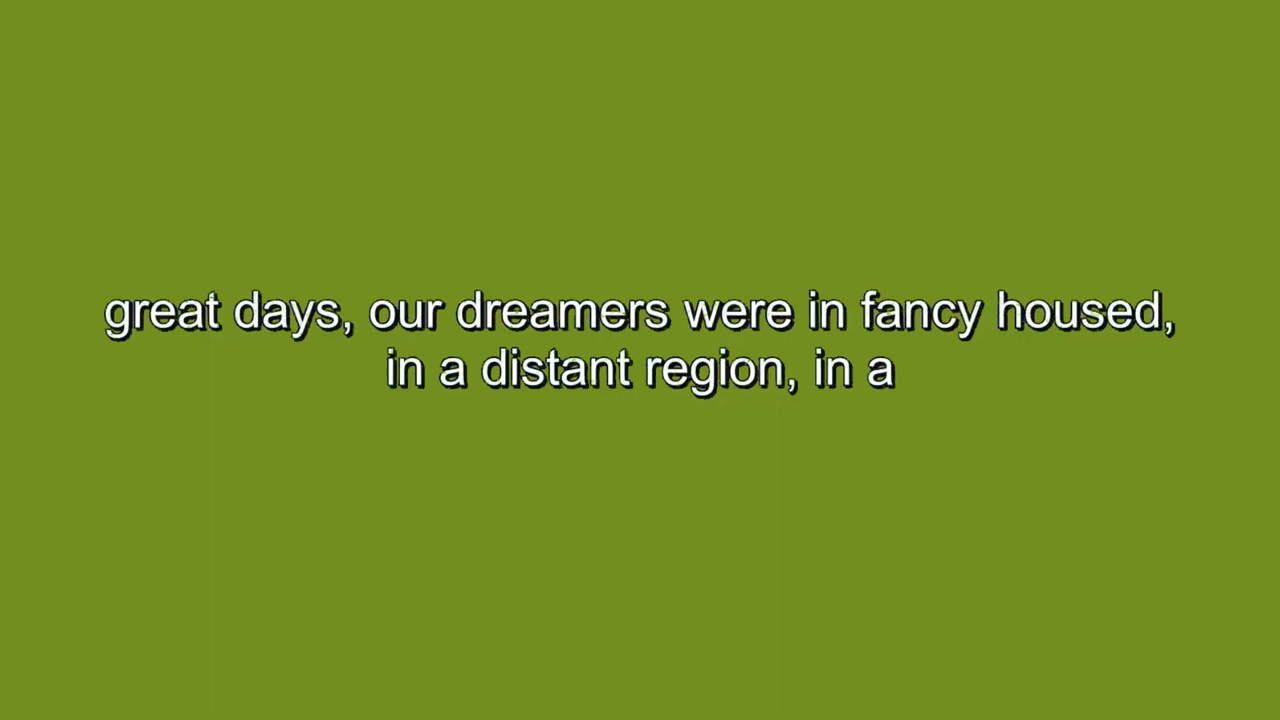 great days, our dreamers were in fancy housed,
in a distant region, in a